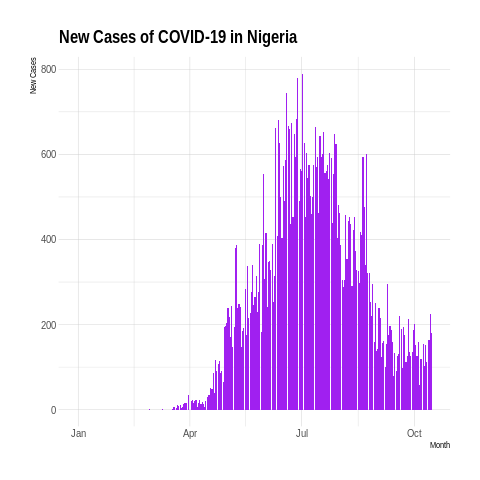 New Cases of COVID-19 in Nigeria
New Cases
800
600
400
200
0
Jan Apr Jul Oct
Month